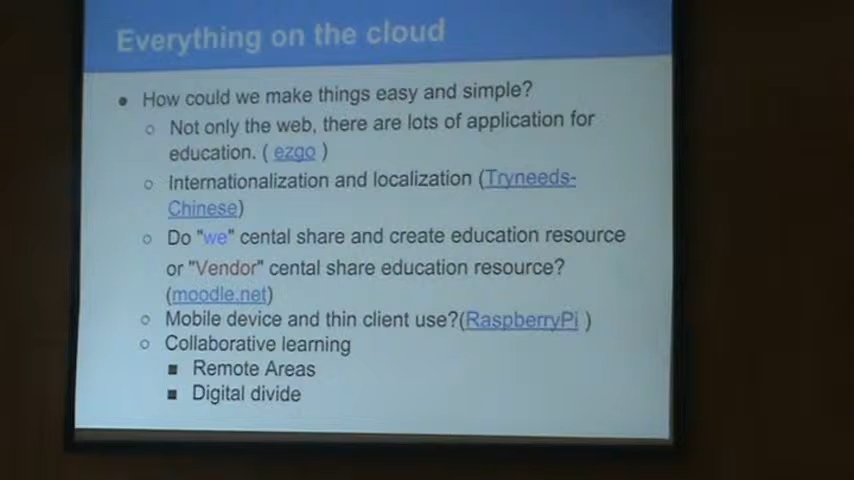 Everything on the cloud
● How could we make things easy and simple?
○ Not only the web, there are lots of application for
education. ( ezgo )
○ Internationalization and localization (Tryneeds-
Chinese)
○ Do "we" cental share and create education resource
or "Vendor" cental share education resource?
(moodle.net)
○ Mobile device and thin client use?(RaspberryPi )
○ Collaborative learning
■ Remote Areas
■ Digital divide